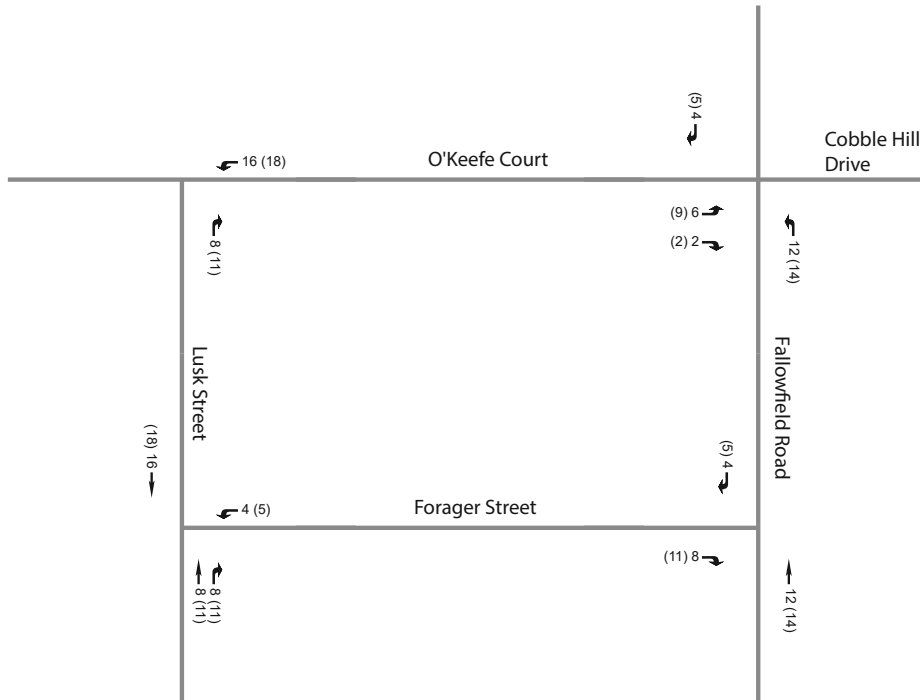 (5) 4
Cobble Hill
Drive
16 (18)
O'Keefe Court
(9) 6
(2) 2
8 (11)
12 (14)
Lusk Street
Fallowfield Road
(18) 16
(5) 4
4 (5)
Forager Street
(11) 8
8 (11)
8 (11)
12 (14)